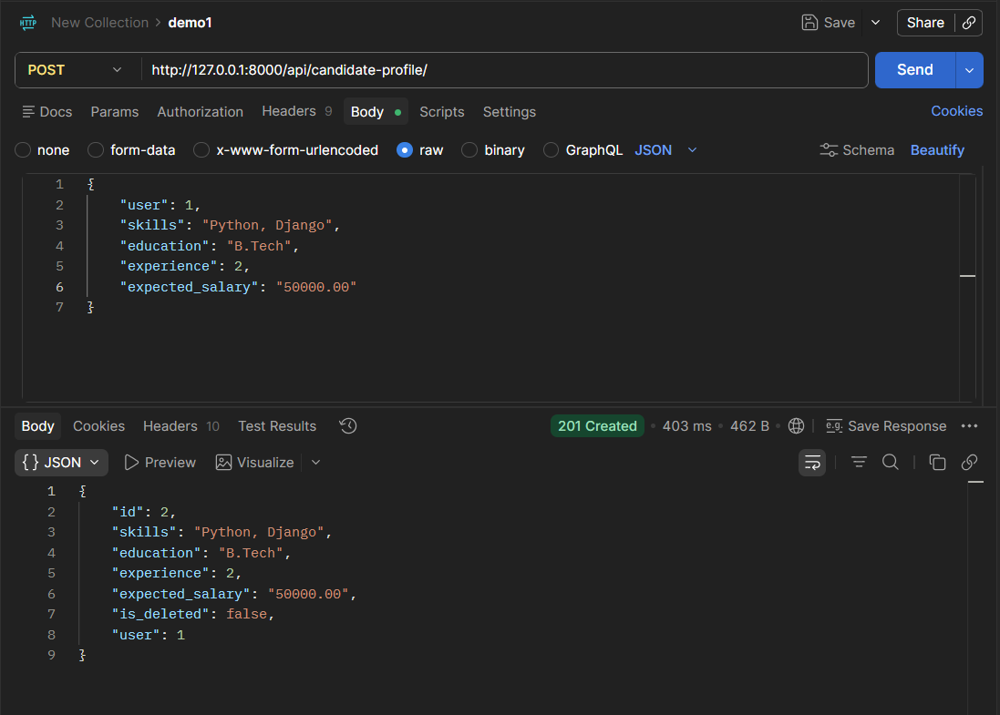 HTTP New Collection > demo1 Save Share
POST http://127.0.0.1:8000/api/candidate-profile/ Send
Docs Params Authorization Headers 9 Body Scripts Settings Cookies
none form-data x-www-form-urlencoded raw binary GraphQL JSON Schema Beautify
1 {
2 "user": 1,
3 "skills": "Python, Django",
4 "education": "B.Tech",
5 "experience": 2,
6 "expected_salary": "50000.00"
7 }
Body Cookies Headers 10 Test Results 201 Created • 403 ms • 462 B • e.g. Save Response
{} JSON Preview Visualize
1 {
2 "id": 2,
3 "skills": "Python, Django",
4 "education": "B.Tech",
5 "experience": 2,
6 "expected_salary": "50000.00",
7 "is_deleted": false,
8 "user": 1
9 }